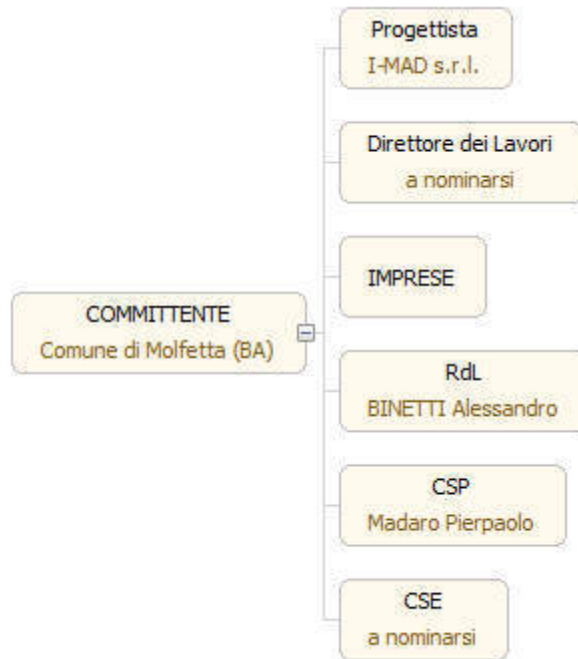 Progettista
I-MAD s.r.l.
Direttore dei Lavori
a nominarsi
IMPRESE
COMMITTENTE
Comune di Molfetta (BA)
RdL
BINETTI Alessandro
CSP
Madaro Pierpaolo
CSE
a nominarsi